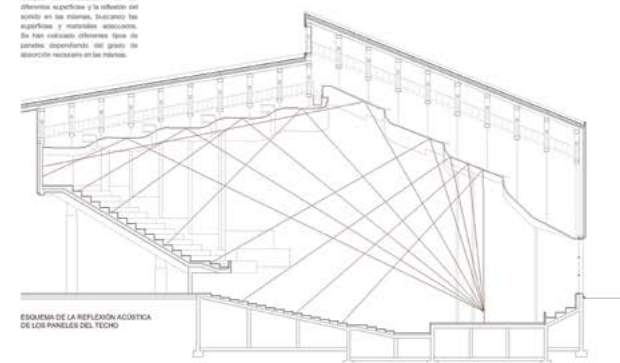 diferentes superficies y la reflexión del
sonido en las mismas, buscando las
superficies y materiales adecuados.
Se han colocado diferentes tipos de
paneles dependiendo del grado de
absorción necesario en las mismas.
ESQUEMA DE LA REFLEXIÓN ACÚSTICA
DE LOS PANELES DEL TECHO